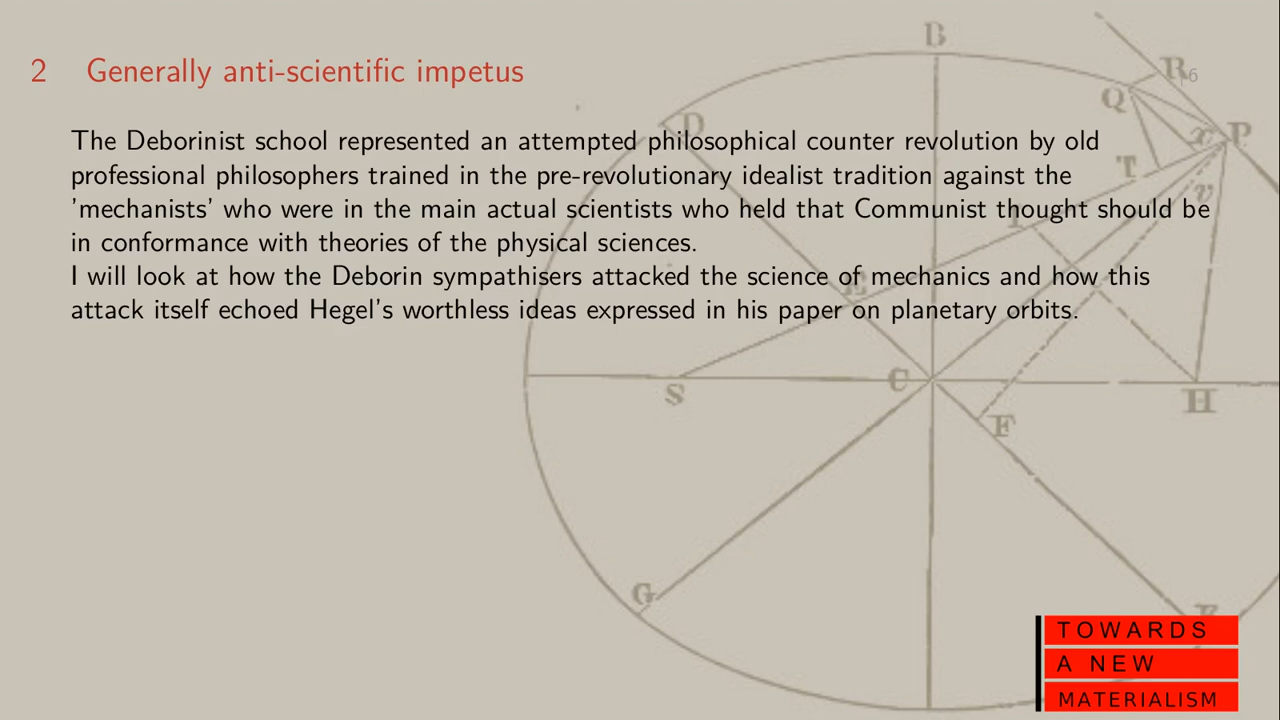 2 Generally anti-scientific impetus
6
The Deborinist school represented an attempted philosophical counter revolution by old
professional philosophers trained in the pre-revolutionary idealist tradition against the
'mechanists' who were in the main actual scientists who held that Communist thought should be
in conformance with theories of the physical sciences.
I will look at how the Deborin sympathisers attacked the science of mechanics and how this
attack itself echoed Hegel's worthless ideas expressed in his paper on planetary orbits.
B
R
Q
P
D
x
T
v
I
E
S
C
H
F
G
TOWARDS
A NEW
MATERIALISM